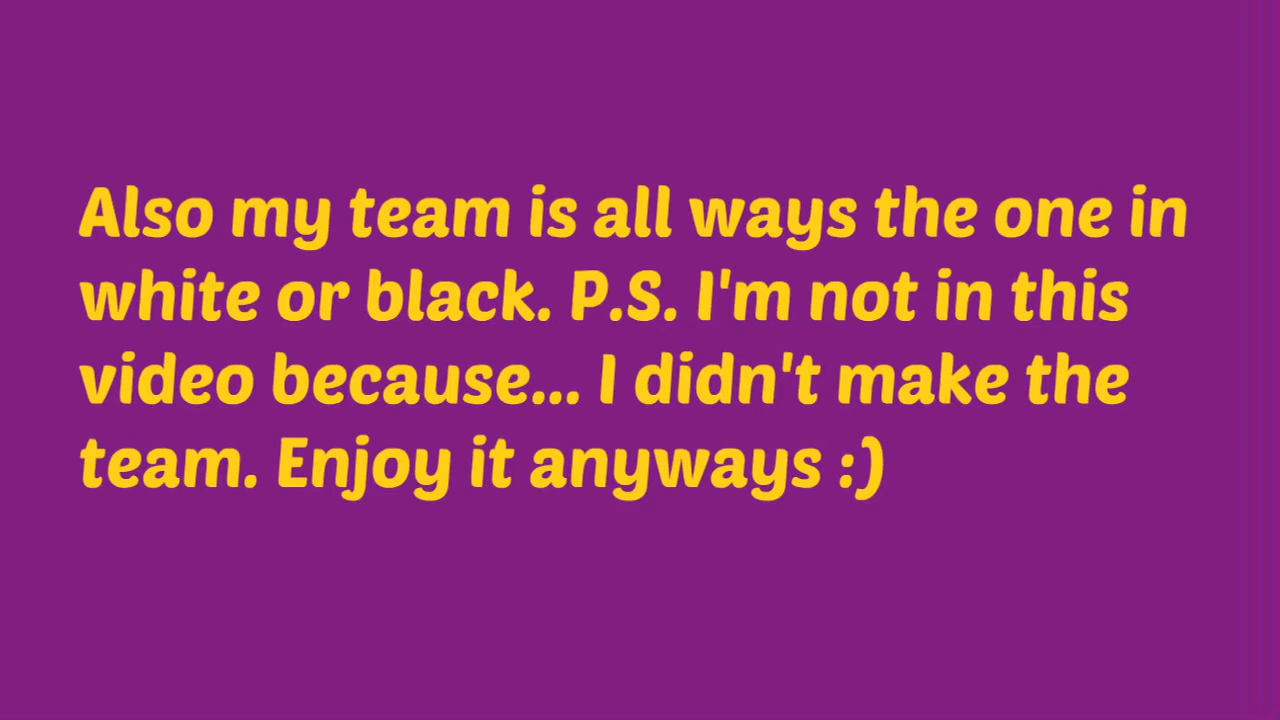 Also my team is all ways the one in
white or black. P.S. I'm not in this
video because... I didn't make the
team. Enjoy it anyways :)